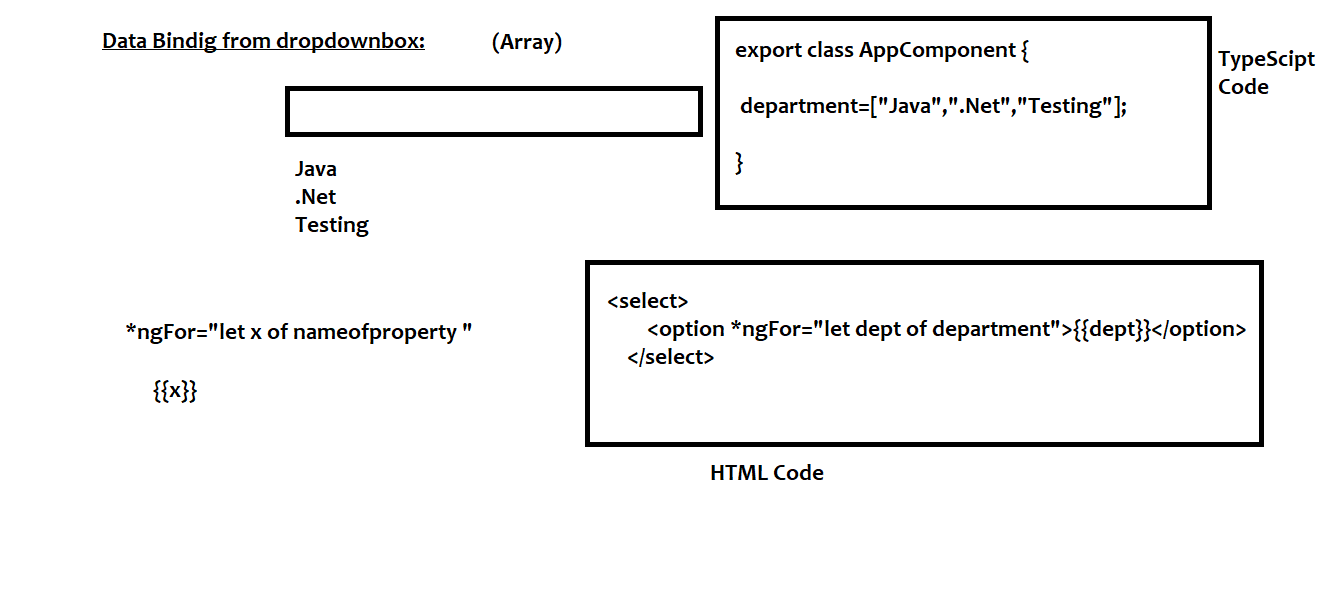 Data Bindig from dropdownbox: (Array)
export class AppComponent {
department=["Java",".Net","Testing"];
}
TypeScipt
Code
Java
.Net
Testing
*ngFor="let x of nameofproperty "
{{x}}
<select>
<option *ngFor="let dept of department">{{dept}}</option>
</select>
HTML Code